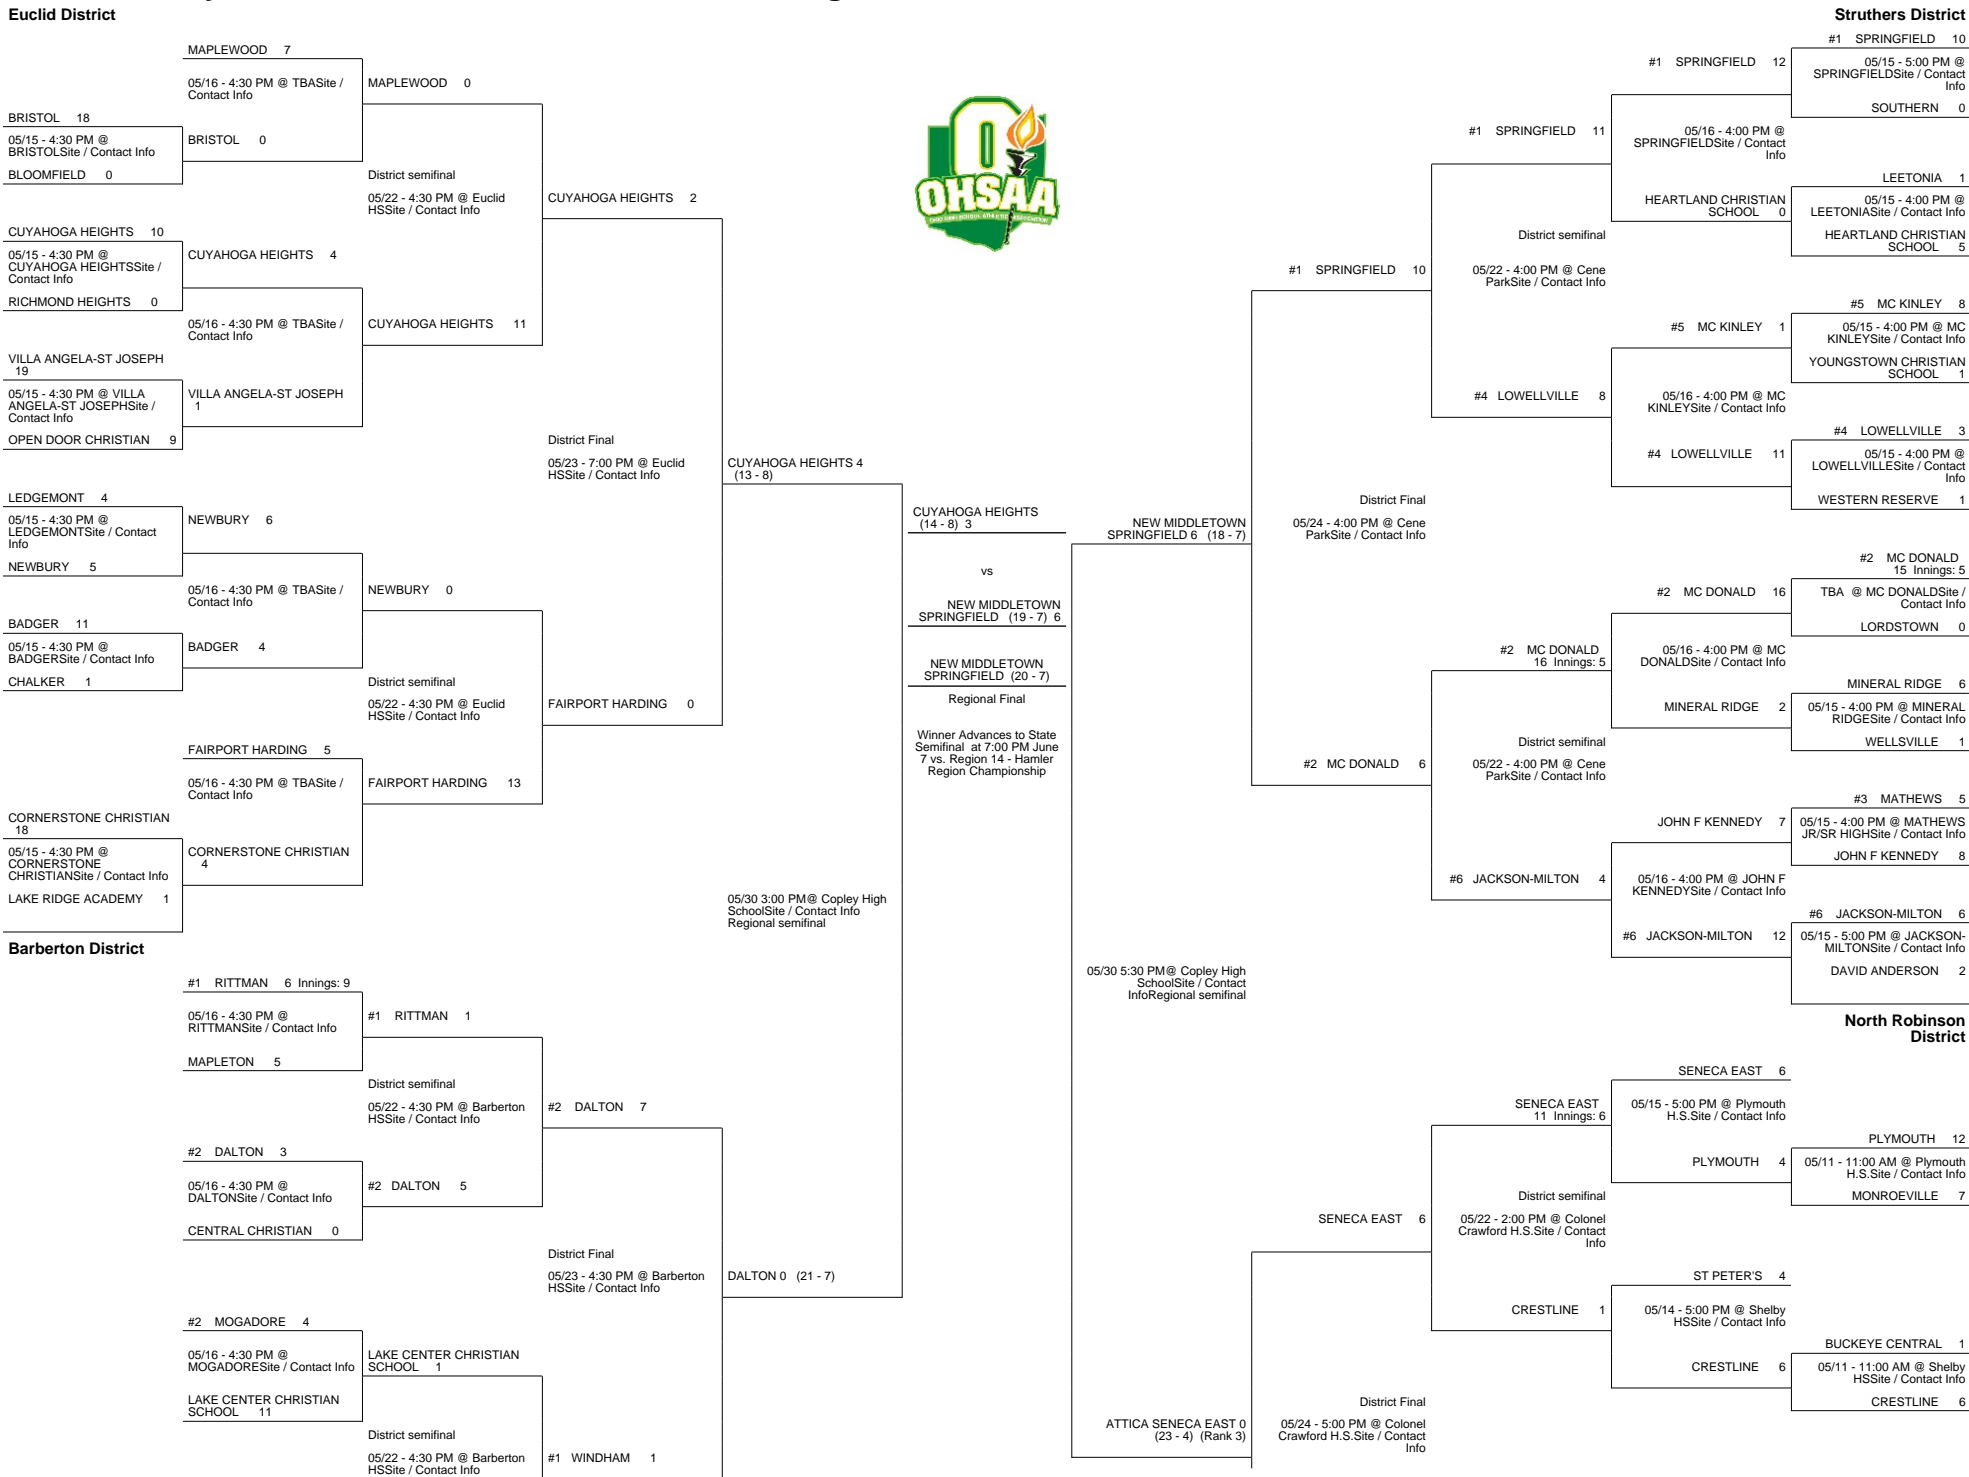 Euclid District
MAPLEWOOD 7
05/16 - 4:30 PM @ TBASite /
Contact Info
MAPLEWOOD 0
BRISTOL 18
05/15 - 4:30 PM @
BRISTOLSite / Contact Info
BLOOMFIELD 0
BRISTOL 0
District semifinal
05/22 - 4:30 PM @ Euclid
HSSite / Contact Info
CUYAHOGA HEIGHTS 2
CUYAHOGA HEIGHTS 10
05/15 - 4:30 PM @
CUYAHOGA HEIGHTSSite /
Contact Info
RICHMOND HEIGHTS 0
CUYAHOGA HEIGHTS 4
05/16 - 4:30 PM @ TBASite /
Contact Info
CUYAHOGA HEIGHTS 11
VILLA ANGELA-ST JOSEPH
19
05/15 - 4:30 PM @ VILLA
ANGELA-ST JOSEPHSite /
Contact Info
OPEN DOOR CHRISTIAN 9
VILLA ANGELA-ST JOSEPH
1
District Final
05/23 - 7:00 PM @ Euclid
HSSite / Contact Info
CUYAHOGA HEIGHTS 4
(13 - 8)
LEDGEMONT 4
05/15 - 4:30 PM @
LEDGEMONTSite / Contact
Info
NEWBURY 5
NEWBURY 6
05/16 - 4:30 PM @ TBASite /
Contact Info
NEWBURY 0
BADGER 11
05/15 - 4:30 PM @
BADGERSite / Contact Info
CHALKER 1
BADGER 4
District semifinal
05/22 - 4:30 PM @ Euclid
HSSite / Contact Info
FAIRPORT HARDING 0
FAIRPORT HARDING 5
05/16 - 4:30 PM @ TBASite /
Contact Info
FAIRPORT HARDING 13
CORNERSTONE CHRISTIAN
18
05/15 - 4:30 PM @
CORNERSTONE
CHRISTIANSite / Contact Info
LAKE RIDGE ACADEMY 1
CORNERSTONE CHRISTIAN
4
05/30 3:00 PM@ Copley High
SchoolSite / Contact Info
Regional semifinal
Barberton District
#1 RITTMAN 6 Innings: 9
05/16 - 4:30 PM @
RITTMANSite / Contact Info
MAPLETON 5
#1 RITTMAN 1
District semifinal
05/22 - 4:30 PM @ Barberton
HSSite / Contact Info
#2 DALTON 7
#2 DALTON 3
05/16 - 4:30 PM @
DALTONSite / Contact Info
CENTRAL CHRISTIAN 0
#2 DALTON 5
District Final
05/23 - 4:30 PM @ Barberton
HSSite / Contact Info
DALTON 0 (21 - 7)
#2 MOGADORE 4
05/16 - 4:30 PM @
MOGADORESite / Contact Info
LAKE CENTER CHRISTIAN
SCHOOL 11
LAKE CENTER CHRISTIAN
SCHOOL 1
District semifinal
05/22 - 4:30 PM @ Barberton
HSSite / Contact Info
#1 WINDHAM 1
O
OHSAA
CUYAHOGA HEIGHTS
(14 - 8) 3
vs
NEW MIDDLETOWN
SPRINGFIELD (19 - 7) 6
NEW MIDDLETOWN
SPRINGFIELD (20 - 7)
Regional Final
Winner Advances to State
Semifinal at 7:00 PM June
7 vs. Region 14 - Hamler
Region Championship
Struthers District
#1 SPRINGFIELD 10
05/15 - 5:00 PM @
SPRINGFIELDSite / Contact
Info
SOUTHERN 0
#1 SPRINGFIELD 12
05/16 - 4:00 PM @
SPRINGFIELDSite / Contact
Info
#1 SPRINGFIELD 11
LEETONIA 1
05/15 - 4:00 PM @
LEETONIASite / Contact Info
HEARTLAND CHRISTIAN
SCHOOL 5
HEARTLAND CHRISTIAN
SCHOOL 0
District semifinal
05/22 - 4:00 PM @ Cene
ParkSite / Contact Info
#1 SPRINGFIELD 10
#5 MC KINLEY 8
05/15 - 4:00 PM @ MC
KINLEYSite / Contact Info
YOUNGSTOWN CHRISTIAN
SCHOOL 1
#5 MC KINLEY 1
05/16 - 4:00 PM @ MC
KINLEYSite / Contact Info
#4 LOWELLVILLE 8
#4 LOWELLVILLE 3
05/15 - 4:00 PM @
LOWELLVILLESite / Contact
Info
WESTERN RESERVE 1
#4 LOWELLVILLE 11
District Final
05/24 - 4:00 PM @ Cene
ParkSite / Contact Info
NEW MIDDLETOWN
SPRINGFIELD 6 (18 - 7)
#2 MC DONALD
15 Innings: 5
TBA @ MC DONALDSite /
Contact Info
LORDSTOWN 0
#2 MC DONALD 16
05/16 - 4:00 PM @ MC
DONALDSite / Contact Info
#2 MC DONALD
16 Innings: 5
MINERAL RIDGE 6
05/15 - 4:00 PM @ MINERAL
RIDGESite / Contact Info
WELLSVILLE 1
MINERAL RIDGE 2
District semifinal
05/22 - 4:00 PM @ Cene
ParkSite / Contact Info
#2 MC DONALD 6
#3 MATHEWS 5
05/15 - 4:00 PM @ MATHEWS
JR/SR HIGHSite / Contact Info
JOHN F KENNEDY 8
JOHN F KENNEDY 7
05/16 - 4:00 PM @ JOHN F
KENNEDYSite / Contact Info
#6 JACKSON-MILTON 4
#6 JACKSON-MILTON 6
05/15 - 5:00 PM @ JACKSON-
MILTONSite / Contact Info
DAVID ANDERSON 2
#6 JACKSON-MILTON 12
05/30 5:30 PM@ Copley High
SchoolSite / Contact
InfoRegional semifinal
North Robinson
District
SENECA EAST 6
05/15 - 5:00 PM @ Plymouth
H.S.Site / Contact Info
SENECA EAST
11 Innings: 6
PLYMOUTH 12
05/11 - 11:00 AM @ Plymouth
H.S.Site / Contact Info
MONROEVILLE 7
PLYMOUTH 4
District semifinal
05/22 - 2:00 PM @ Colonel
Crawford H.S.Site / Contact
Info
SENECA EAST 6
ST PETER'S 4
05/14 - 5:00 PM @ Shelby
HSSite / Contact Info
CRESTLINE 1
BUCKEYE CENTRAL 1
05/11 - 11:00 AM @ Shelby
HSSite / Contact Info
CRESTLINE 6
CRESTLINE 6
District Final
05/24 - 5:00 PM @ Colonel
Crawford H.S.Site / Contact
Info
ATTICA SENECA EAST 0
(23 - 4) (Rank 3)